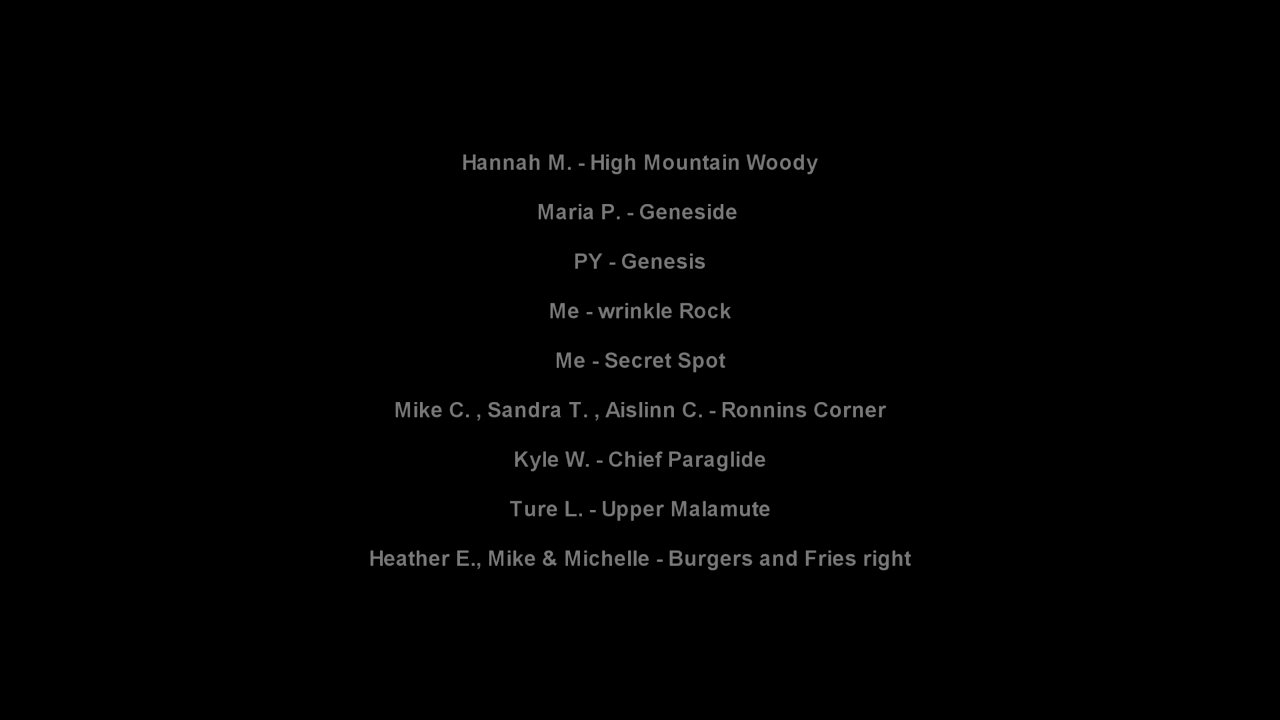 Hannah M. - High Mountain Woody
Maria P. - Geneside
PY - Genesis
Me - wrinkle Rock
Me - Secret Spot
Mike C. , Sandra T. , Aislinn C. - Ronnins Corner
Kyle W. - Chief Paraglide
Ture L. - Upper Malamute
Heather E., Mike & Michelle - Burgers and Fries right